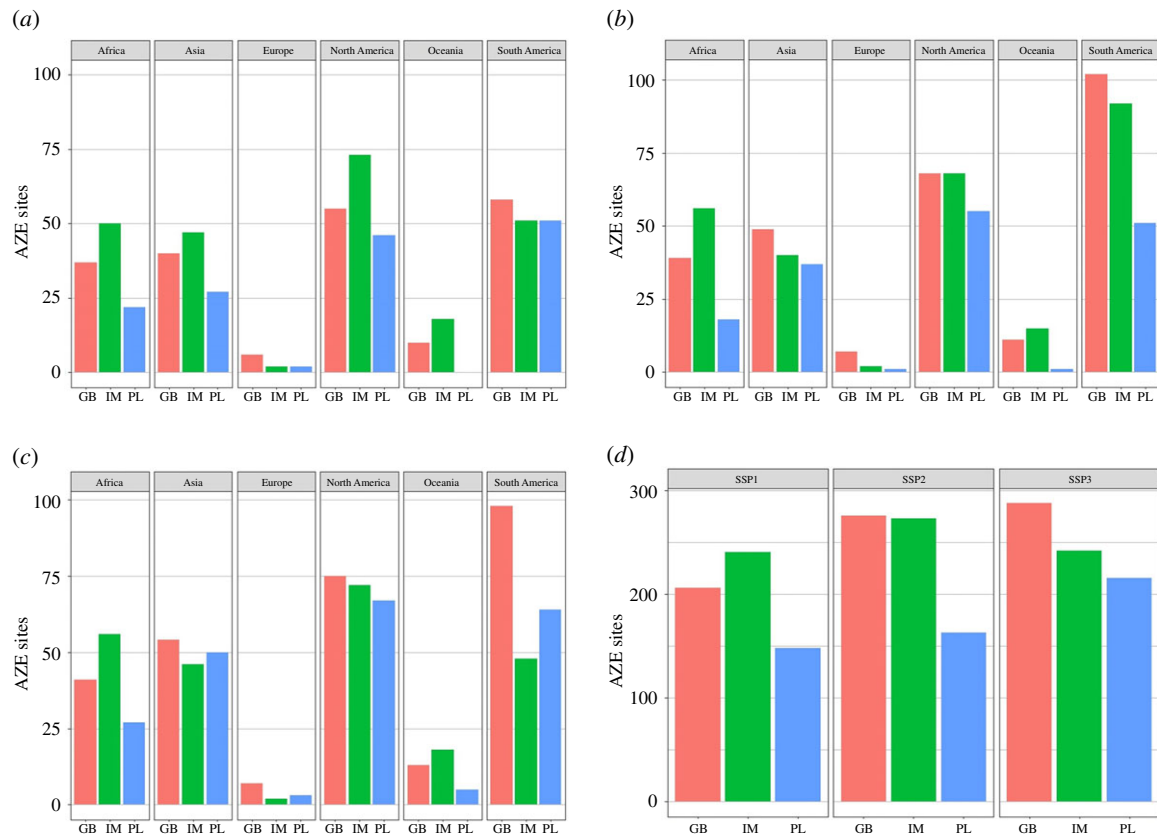 (a)
Africa Asia Europe North America Oceania South America
100
75
50
25
0
AZE sites
GB IM PL GB IM PL GB IM PL GB IM PL GB IM PL GB IM PL
(b)
Africa Asia Europe North America Oceania South America
100
75
50
25
0
AZE sites
GB IM PL GB IM PL GB IM PL GB IM PL GB IM PL GB IM PL
(c)
Africa Asia Europe North America Oceania South America
100
75
50
25
0
AZE sites
GB IM PL GB IM PL GB IM PL GB IM PL GB IM PL GB IM PL
(d)
SSP1 SSP2 SSP3
300
200
100
0
AZE sites
GB IM PL GB IM PL GB IM PL